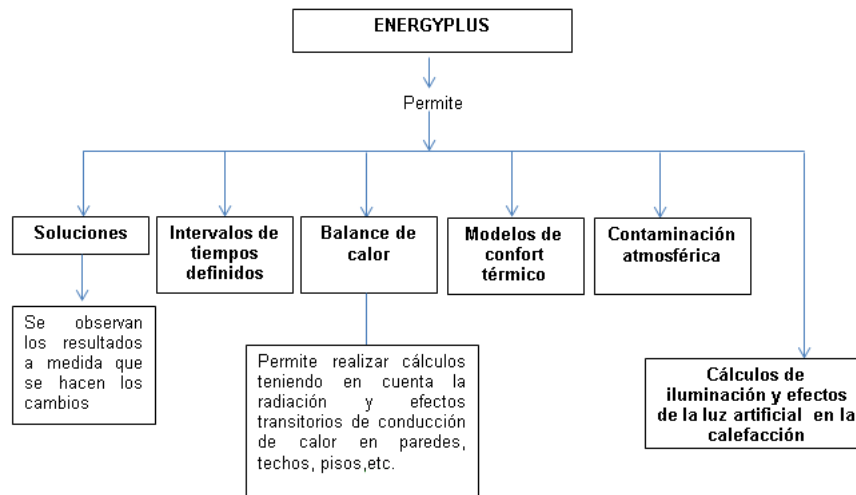 ENERGYPLUS
Permite
Soluciones
Intervalos de
tiempos
definidos
Balance de
calor
Modelos de
confort
térmico
Contaminación
atmosférica
Se observan
los resultados
a medida que
se hacen los
cambios
Permite realizar cálculos
teniendo en cuenta la
radiación y efectos
transitorios de conducción
de calor en paredes,
techos, pisos,etc.
Cálculos de
iluminación y efectos
de la luz artificial en la
calefacción